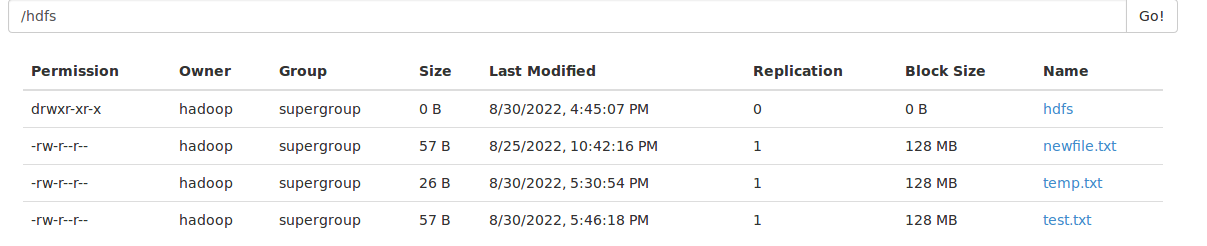 /hdfs Go!
Permission Owner Group Size Last Modified Replication Block Size Name
drwxr-xr-x hadoop supergroup 0 B 8/30/2022, 4:45:07 PM 0 0 B hdfs
-rw-r--r-- hadoop supergroup 57 B 8/25/2022, 10:42:16 PM 1 128 MB newfile.txt
-rw-r--r-- hadoop supergroup 26 B 8/30/2022, 5:30:54 PM 1 128 MB temp.txt
-rw-r--r-- hadoop supergroup 57 B 8/30/2022, 5:46:18 PM 1 128 MB test.txt